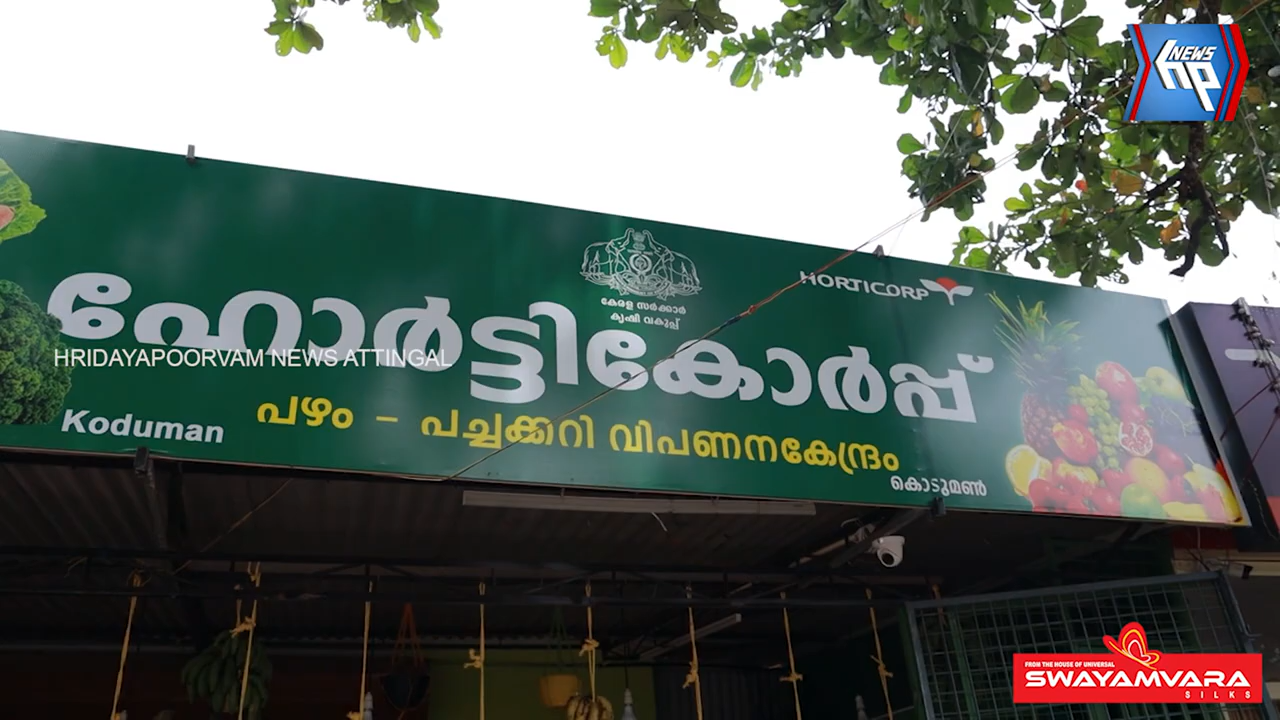 NEWS
hp
കേരള സർക്കാർ
കൃഷി വകുപ്പ്
HORTICORP
ഹോർട്ടികോർപ്പ്
HRIDAYAPOORVAM NEWS ATTINGAL
Koduman
പഴം - പച്ചക്കറി വിപണനകേന്ദ്രം
കൊടുമൺ
FROM THE HOUSE OF UNIVERSAL
SWAYAMVARA
SILKS